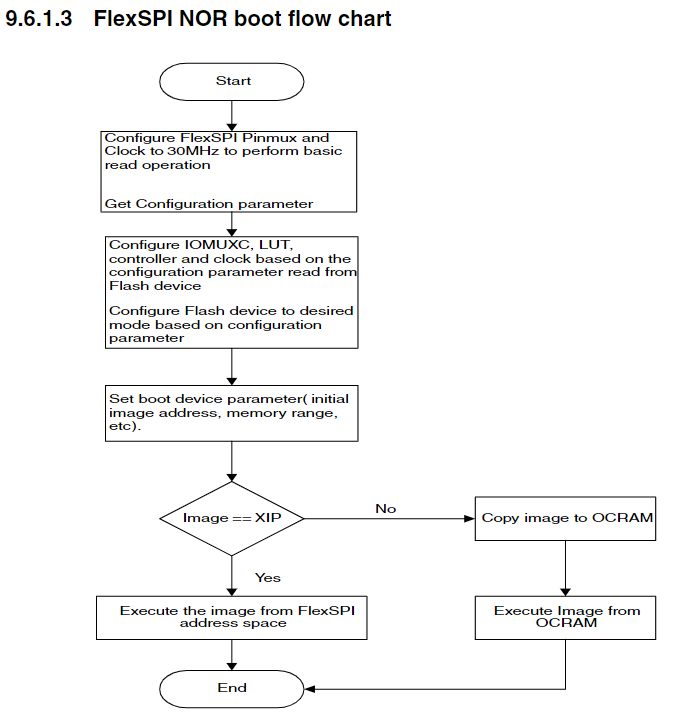 9.6.1.3 FlexSPI NOR boot flow chart
Start
Configure FlexSPI Pinmux and
Clock to 30MHz to perform basic
read operation
Get Configuration parameter
Configure IOMUXC, LUT,
controller and clock based on the
configuration parameter read from
Flash device
Configure Flash device to desired
mode based on configuration
parameter
Set boot device parameter( initial
image address, memory range,
etc).
Image == XIP
No
Copy image to OCRAM
Yes
Execute the image from FlexSPI
address space
Execute Image from
OCRAM
End